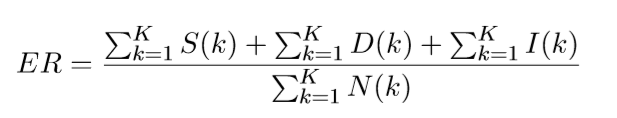 ER = \frac{\sum_{k=1}^{K} S(k) + \sum_{k=1}^{K} D(k) + \sum_{k=1}^{K} I(k)}{\sum_{k=1}^{K} N(k)}